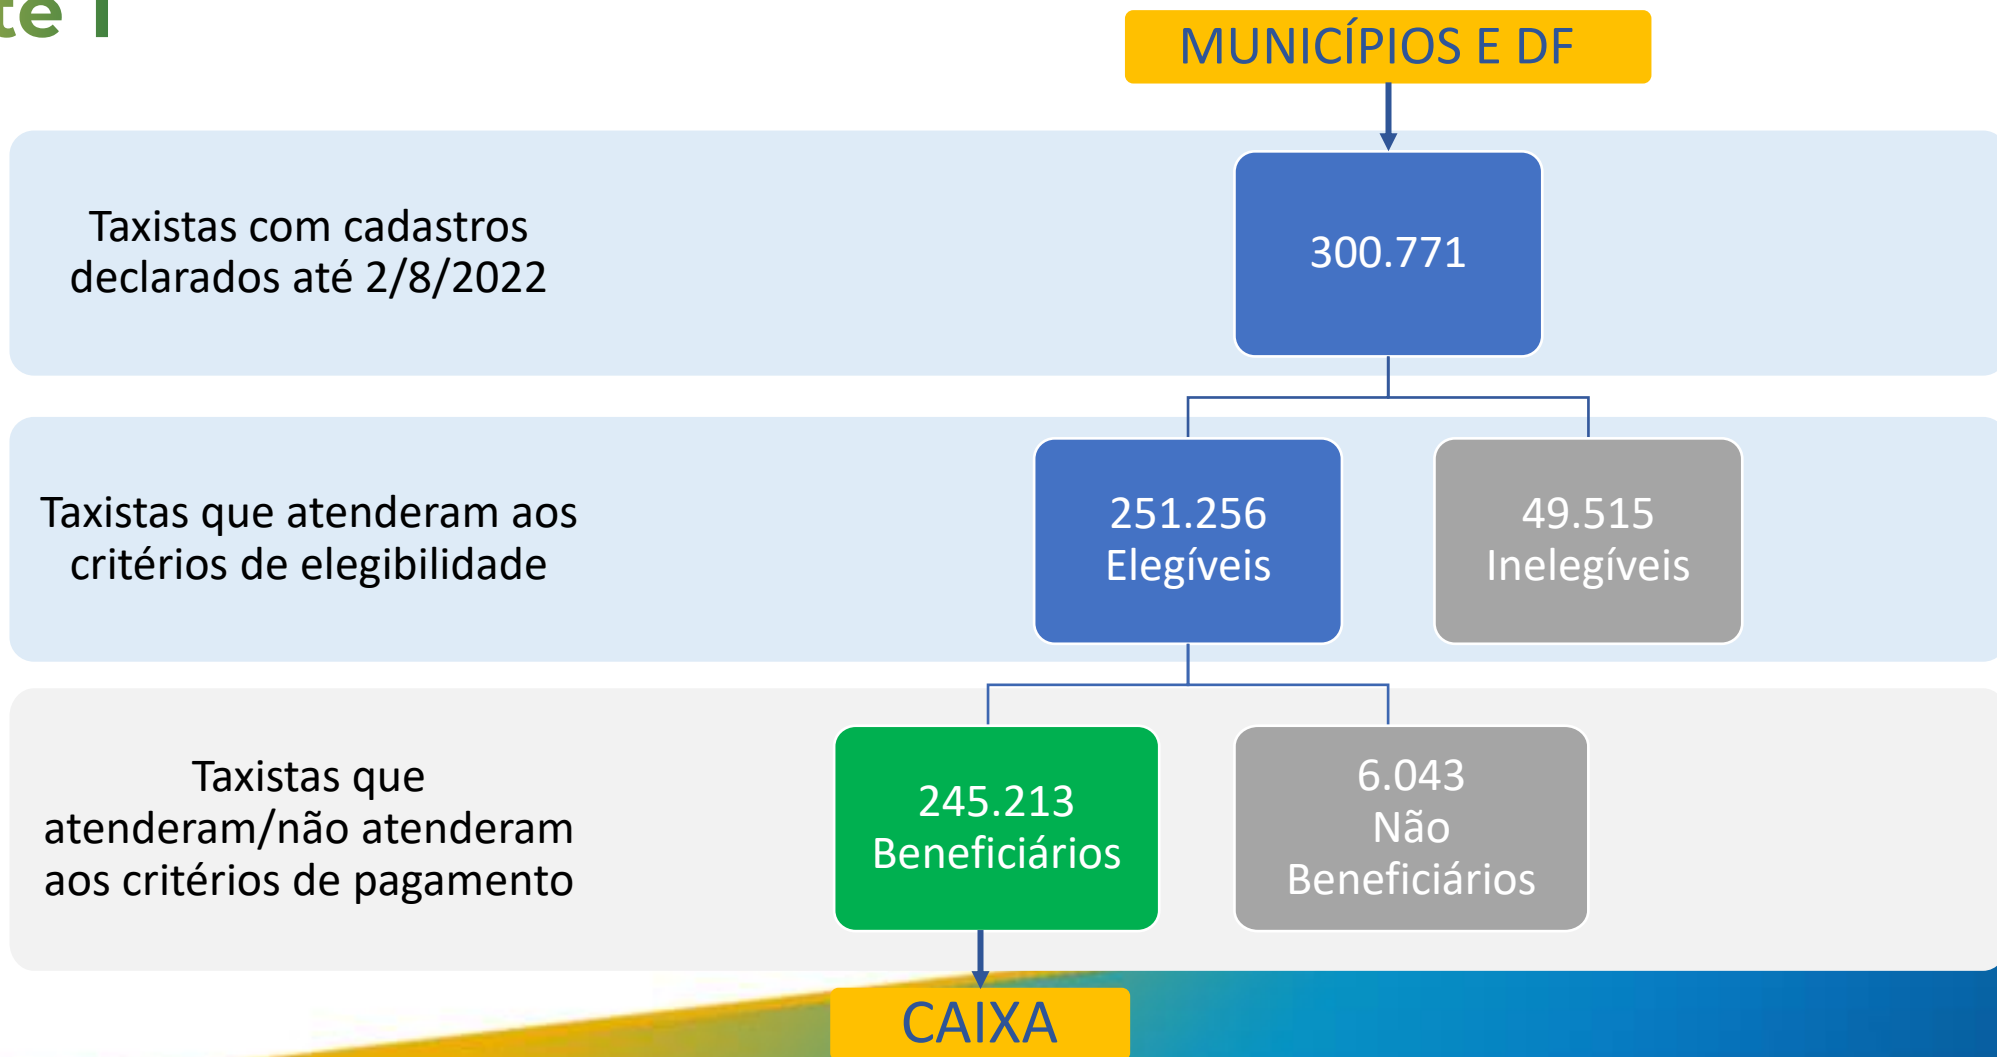 MUNICÍPIOS E DF
Taxistas com cadastros
declarados até 2/8/2022
300.771
Taxistas que atenderam aos
critérios de elegibilidade
251.256
Elegíveis
49.515
Inelegíveis
Taxistas que
atenderam/não atenderam
aos critérios de pagamento
245.213
Beneficiários
6.043
Não
Beneficiários
CAIXA